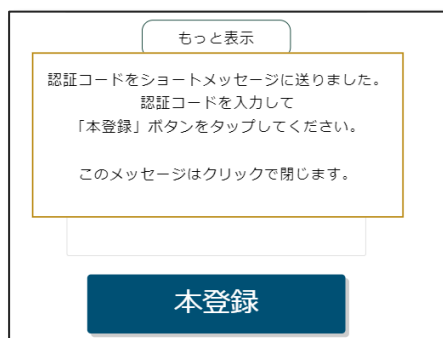 もっと表示
認証コードをショートメッセージに送りました。
認証コードを入力して
「本登録」ボタンをタップしてください。
このメッセージはクリックで閉じます。
本登録